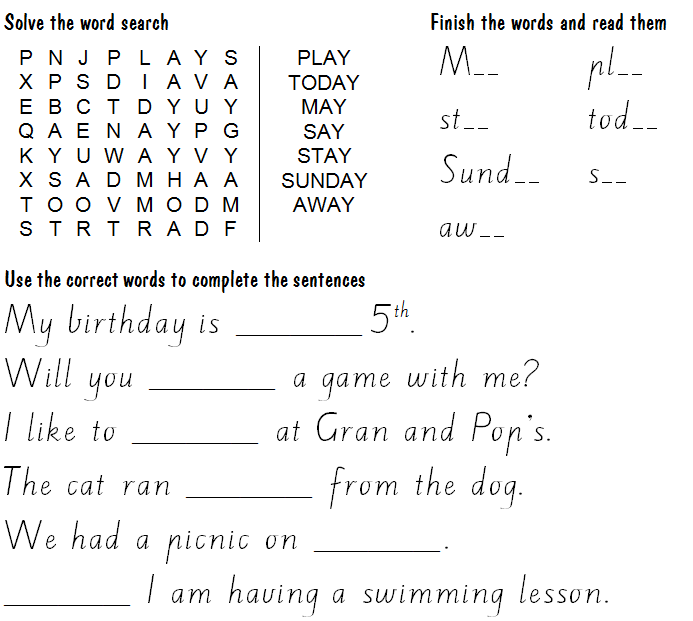 Solve the word search
P N J P L A Y S
X P S D I A V A
E B C T D Y U Y
Q A E N A Y P G
K Y U W A Y V Y
X S A D M H A A
T O O V M O D M
S T R T R A D F
PLAY
TODAY
MAY
SAY
STAY
SUNDAY
AWAY
Finish the words and read them
M__ pl__
st__ tod__
Sund__ s__
aw__
Use the correct words to complete the sentences
My birthday is ________ 5th.
Will you ________ a game with me?
I like to ________ at Gran and Pop's.
The cat ran ________ from the dog.
We had a picnic on ________.
________ I am having a swimming lesson.